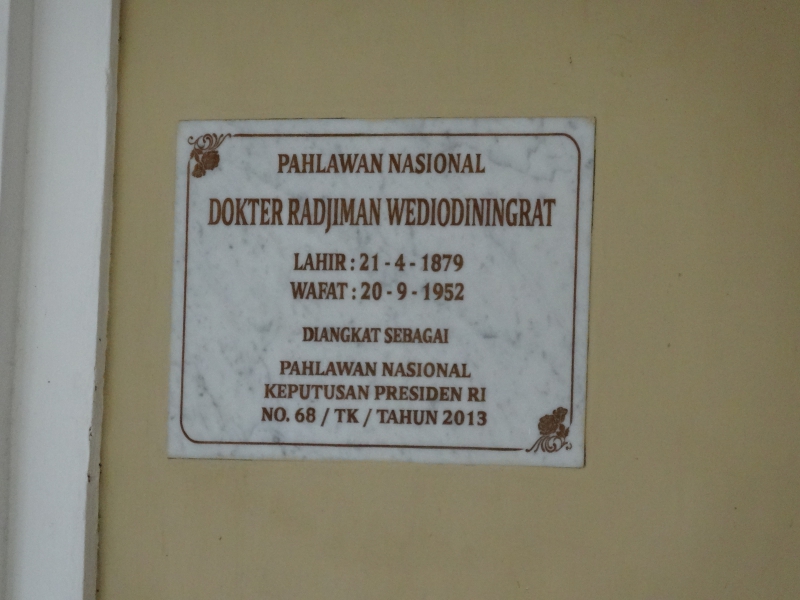 PAHLAWAN NASIONAL
DOKTER RADJIMAN WEDIODININGRAT
LAHIR : 21 - 4 - 1879
WAFAT : 20 - 9 - 1952
DIANGKAT SEBAGAI
PAHLAWAN NASIONAL
KEPUTUSAN PRESIDEN RI
NO. 68 / TK / TAHUN 2013